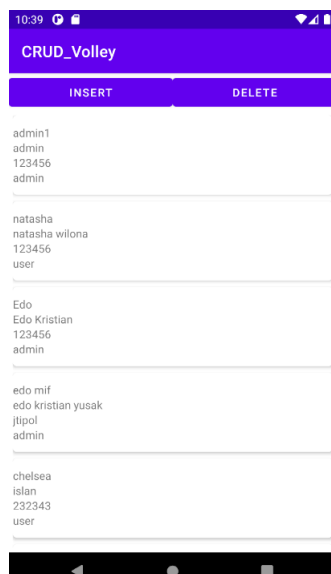 10:39
CRUD_Volley
INSERT DELETE
admin1
admin
123456
admin
natasha
natasha wilona
123456
user
Edo
Edo Kristian
123456
admin
edo mif
edo kristian yusak
jtipol
admin
chelsea
islan
232343
user